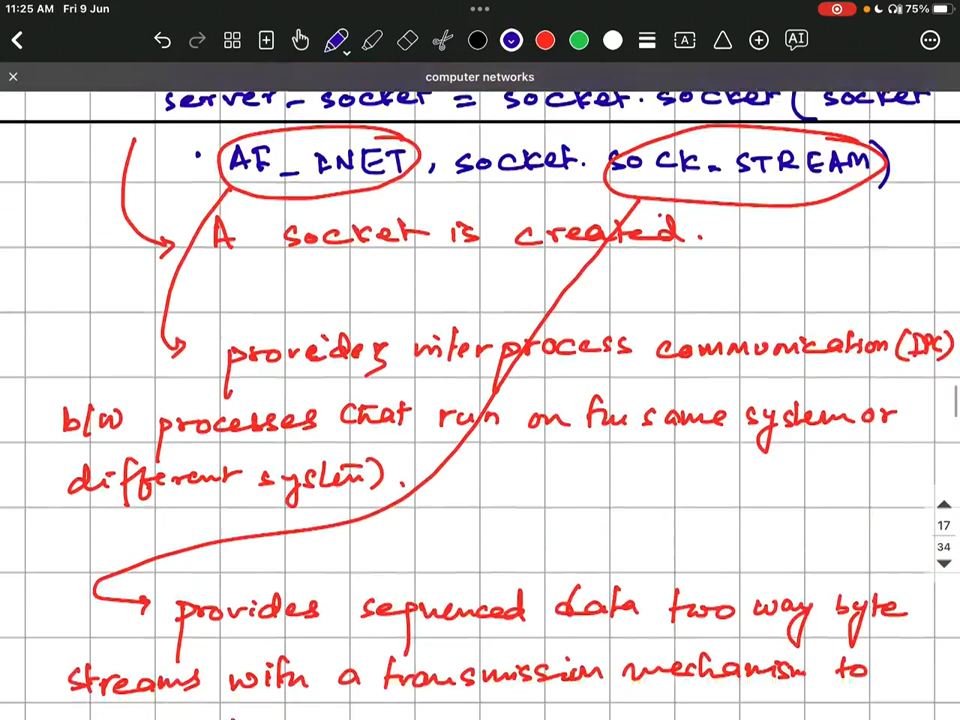 11:25 AM Fri 9 Jun
75%
computer networks
server_socket = socket.socket(socket
.AF_INET, socket.SOCK_STREAM)
A socket is created.
provides interprocess communication (IPC)
b/w processes that run on the same system or
different system).
17
34
provides sequenced data two way byte
streams with a transmission mechanism to